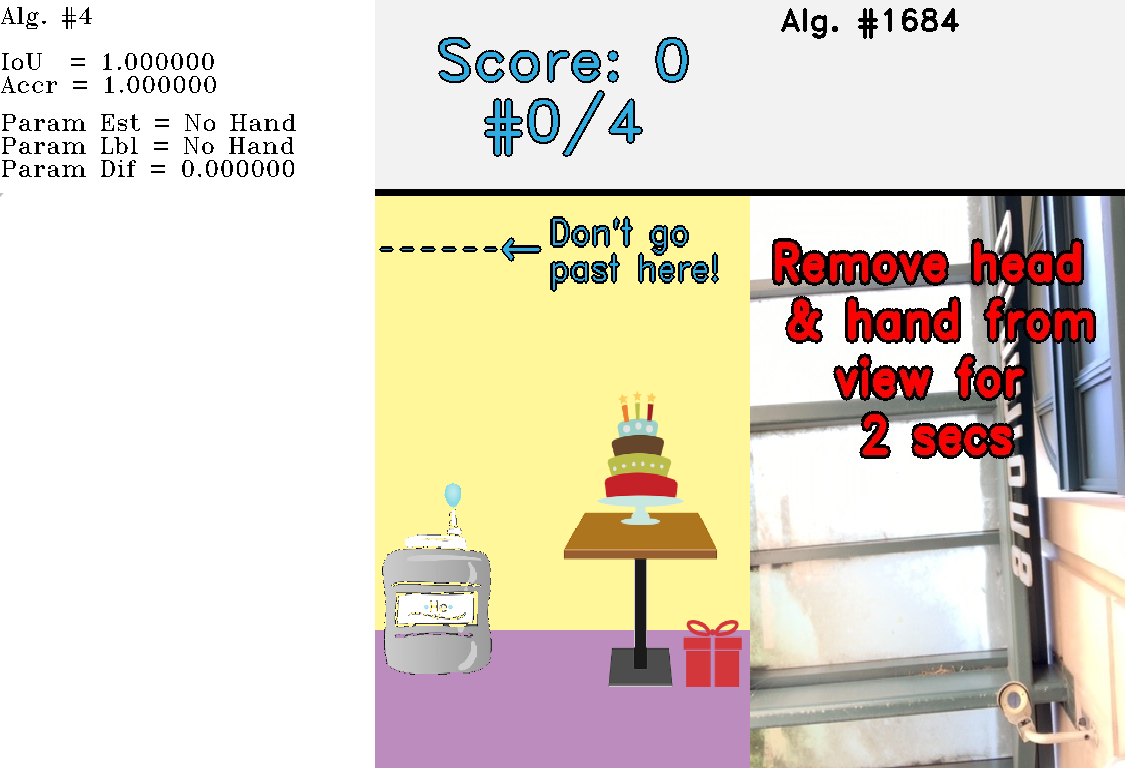 Alg. #4
IoU = 1.000000
Accr = 1.000000
Param Est = No Hand
Param Lbl = No Hand
Param Dif = 0.000000
Score: 0
#0/4
Alg. #1684
Don't go
past here!
Remove head
& hand from
view for
2 secs